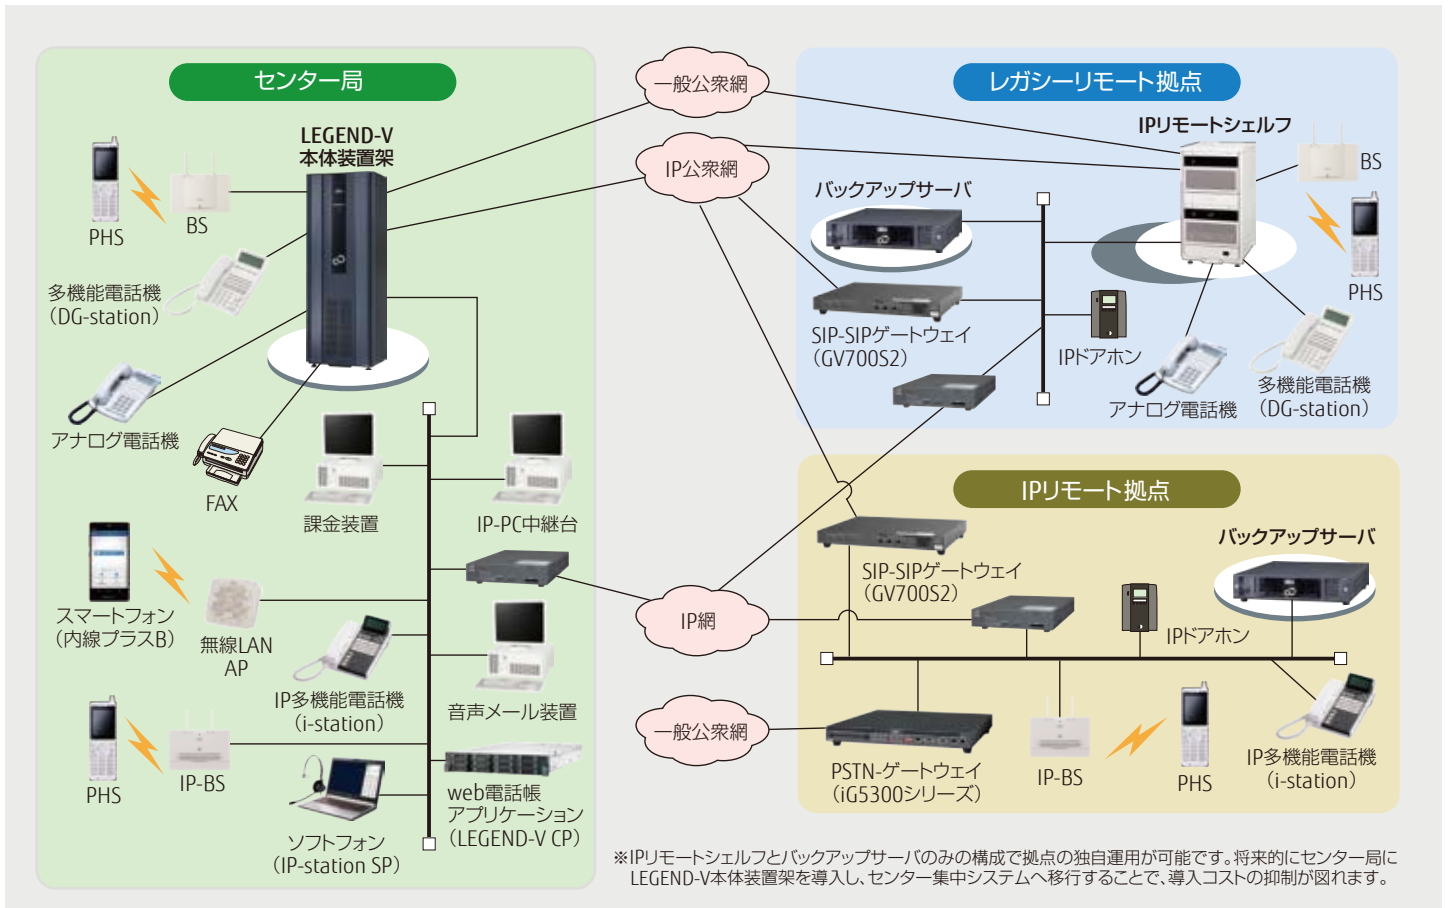 センター局
LEGEND-V
本体装置架
PHS
BS
多機能電話機
（DG-station）
アナログ電話機
FAX
課金装置
IP-PC中継台
スマートフォン
（内線プラスB）
無線LAN
AP
IP多機能電話機
（i-station）
音声メール装置
PHS
IP-BS
web電話帳
アプリケーション
（LEGEND-V CP）
ソフトフォン
（IP-station SP）
一般公衆網
IP公衆網
IP網
一般公衆網
レガシーリモート拠点
IPリモートシェルフ
BS
バックアップサーバ
PHS
SIP-SIPゲートウェイ
（GV700S2）
IPドアホン
アナログ電話機
多機能電話機
（DG-station）
IPリモート拠点
バックアップサーバ
SIP-SIPゲートウェイ
（GV700S2）
IPドアホン
PSTN-ゲートウェイ
（iG5300シリーズ）
IP-BS
PHS
IP多機能電話機
（i-station）
※IPリモートシェルフとバックアップサーバのみの構成で拠点の独自運用が可能です。将来的にセンター局に
LEGEND-V本体装置架を導入し、センター集中システムへ移行することで、導入コストの抑制が図れます。